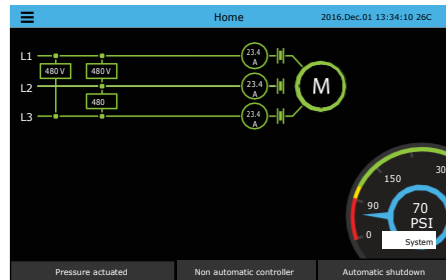 Home
2016.Dec.01 13:34:10 26C
L1
23.4
A
480 V
480 V
L2
23.4
A
M
480
L3
23.4
A
150
30
90
70
PSI
0
System
Pressure actuated
Non automatic controller
Automatic shutdown